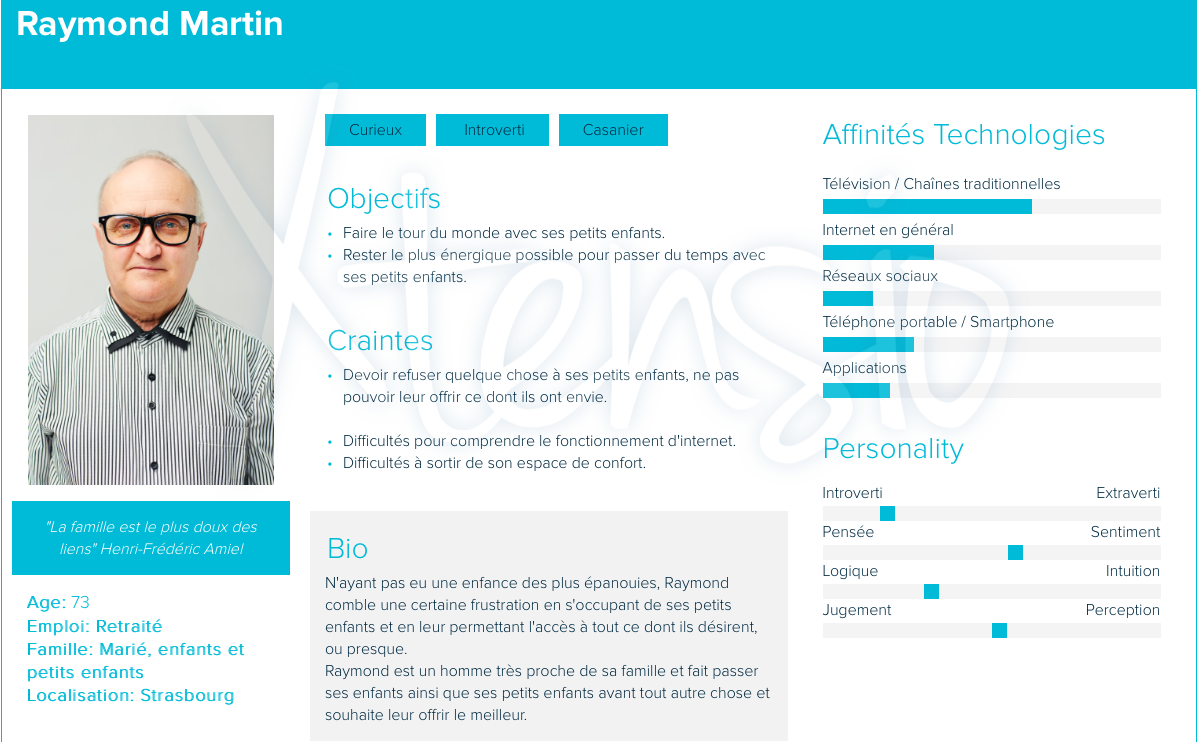 Raymond Martin
Curieux
Introverti
Casanier
Objectifs
Faire le tour du monde avec ses petits enfants.
Rester le plus énergique possible pour passer du temps avec
ses petits enfants.
Craintes
Devoir refuser quelque chose à ses petits enfants, ne pas
pouvoir leur offrir ce dont ils ont envie.
Difficultés pour comprendre le fonctionnement d'internet.
Difficultés à sortir de son espace de confort.
"La famille est le plus doux des
liens" Henri-Frédéric Amiel
Age: 73
Emploi: Retraité
Famille: Marié, enfants et
petits enfants
Localisation: Strasbourg
Bio
N'ayant pas eu une enfance des plus épanouies, Raymond
comble une certaine frustration en s'occupant de ses petits
enfants et en leur permettant l'accès à tout ce dont ils désirent,
ou presque.
Raymond est un homme très proche de sa famille et fait passer
ses enfants ainsi que ses petits enfants avant tout autre chose et
souhaite leur offrir le meilleur.
Affinités Technologies
Télévision / Chaînes traditionnelles
Internet en général
Réseaux sociaux
Téléphone portable / Smartphone
Applications
Personality
Introverti Extraverti
Pensée Sentiment
Logique Intuition
Jugement Perception
Xtensio